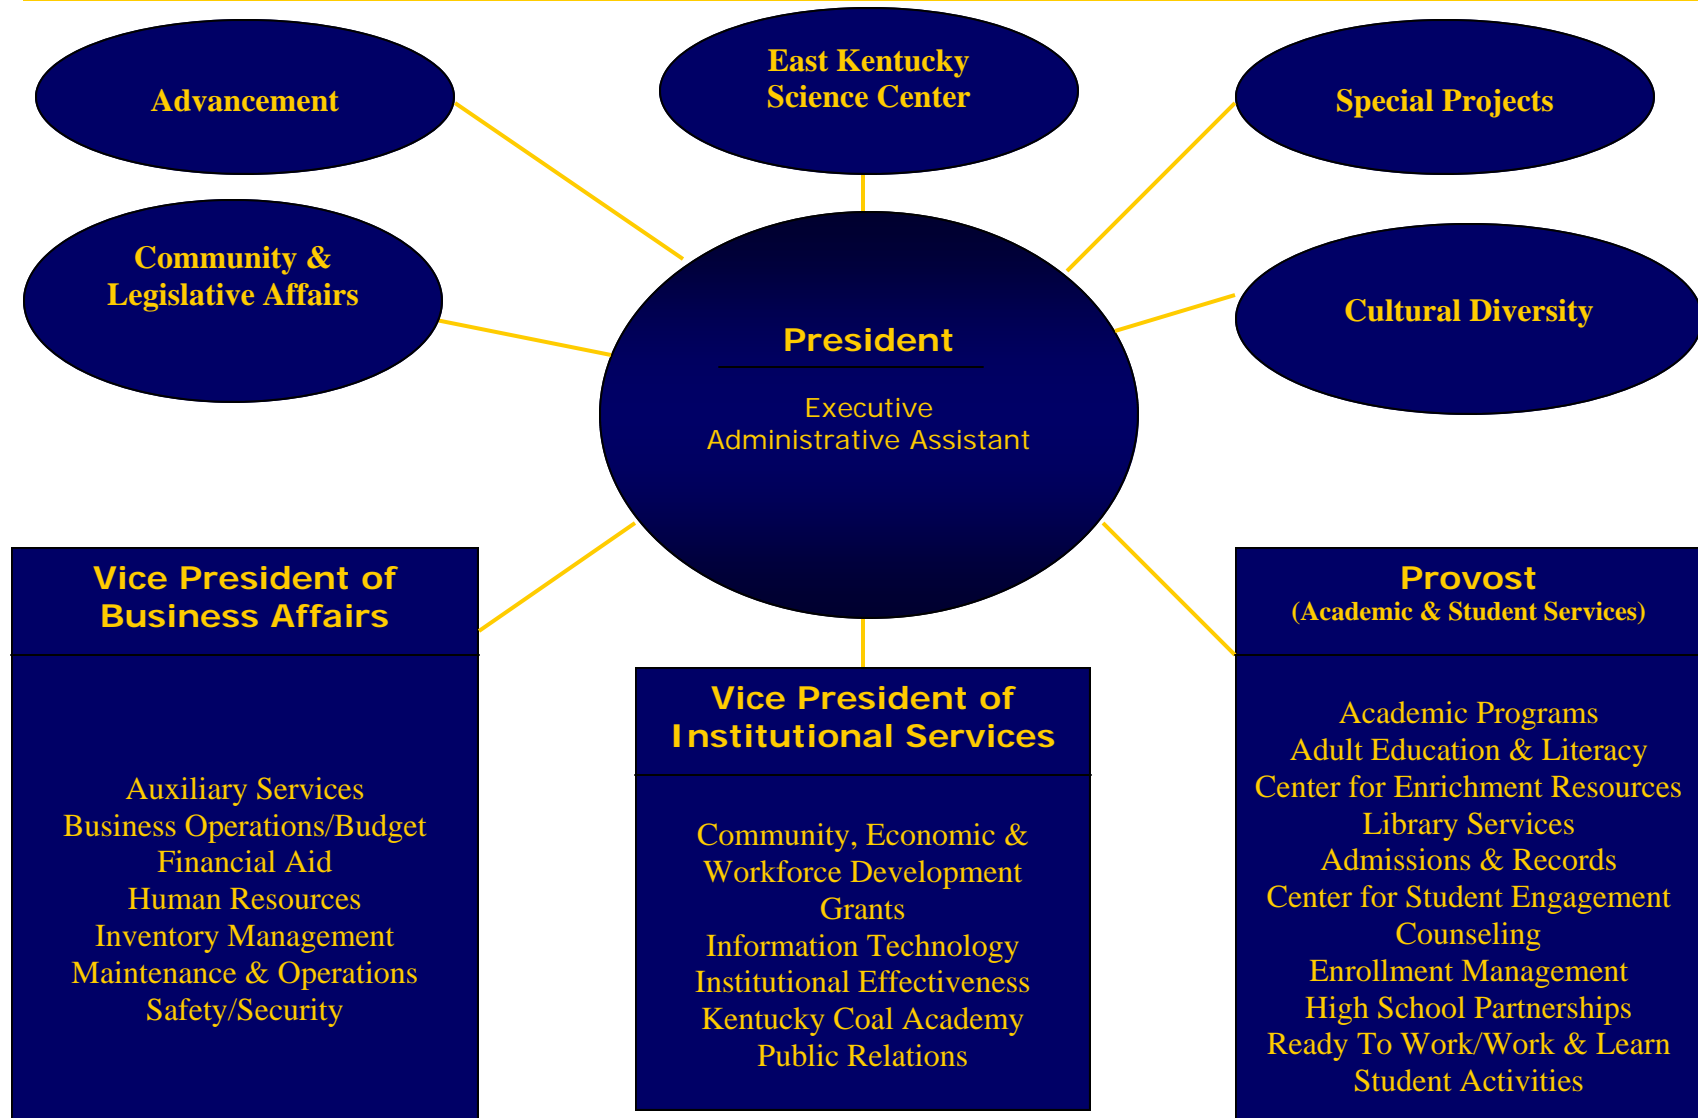 Advancement
East Kentucky
Science Center
Special Projects
Community &
Legislative Affairs
Cultural Diversity
President
Executive
Administrative Assistant
Vice President of
Business Affairs
Auxiliary Services
Business Operations/Budget
Financial Aid
Human Resources
Inventory Management
Maintenance & Operations
Safety/Security
Vice President of
Institutional Services
Community, Economic &
Workforce Development
Grants
Information Technology
Institutional Effectiveness
Kentucky Coal Academy
Public Relations
Provost
(Academic & Student Services)
Academic Programs
Adult Education & Literacy
Center for Enrichment Resources
Library Services
Admissions & Records
Center for Student Engagement
Counseling
Enrollment Management
High School Partnerships
Ready To Work/Work & Learn
Student Activities